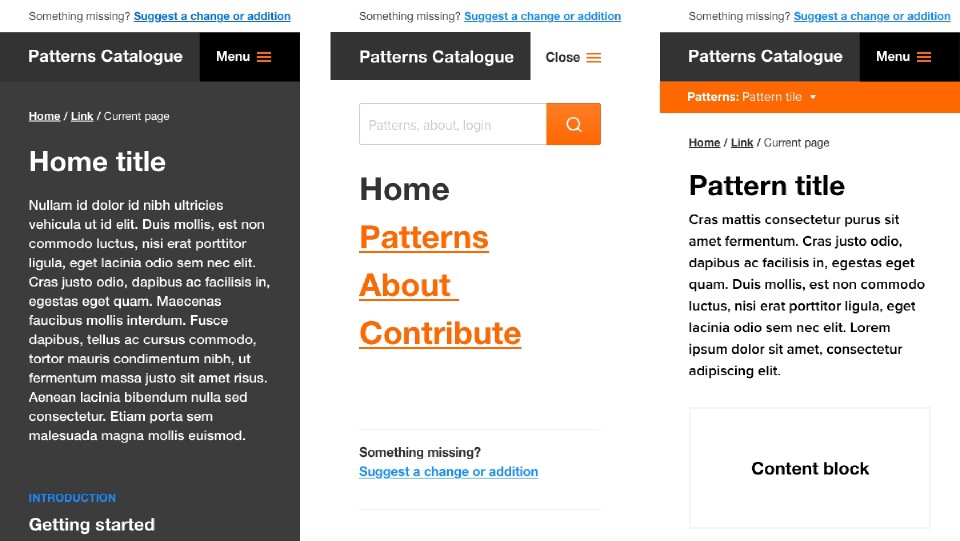 Something missing? Suggest a change or addition
Patterns Catalogue
Menu
Home / Link / Current page
Home title
Nullam id dolor id nibh ultricies
vehicula ut id elit. Duis mollis, est non
commodo luctus, nisi erat porttitor
ligula, eget lacinia odio sem nec elit.
Cras justo odio, dapibus ac facilisis in,
egestas eget quam. Maecenas
faucibus mollis interdum. Fusce
dapibus, tellus ac cursus commodo,
tortor mauris condimentum nibh, ut
fermentum massa justo sit amet risus.
Aenean lacinia bibendum nulla sed
consectetur. Etiam porta sem
malesuada magna mollis euismod.
INTRODUCTION
Getting started
Something missing? Suggest a change or addition
Patterns Catalogue
Close
Patterns, about, login
Home
Patterns
About
Contribute
Something missing?
Suggest a change or addition
Something missing? Suggest a change or addition
Patterns Catalogue
Menu
Patterns: Pattern tile
Home / Link / Current page
Pattern title
Cras mattis consectetur purus sit
amet fermentum. Cras justo odio,
dapibus ac facilisis in, egestas eget
quam. Duis mollis, est non commodo
luctus, nisi erat porttitor ligula, eget
lacinia odio sem nec elit. Lorem
ipsum dolor sit amet, consectetur
adipiscing elit.
Content block